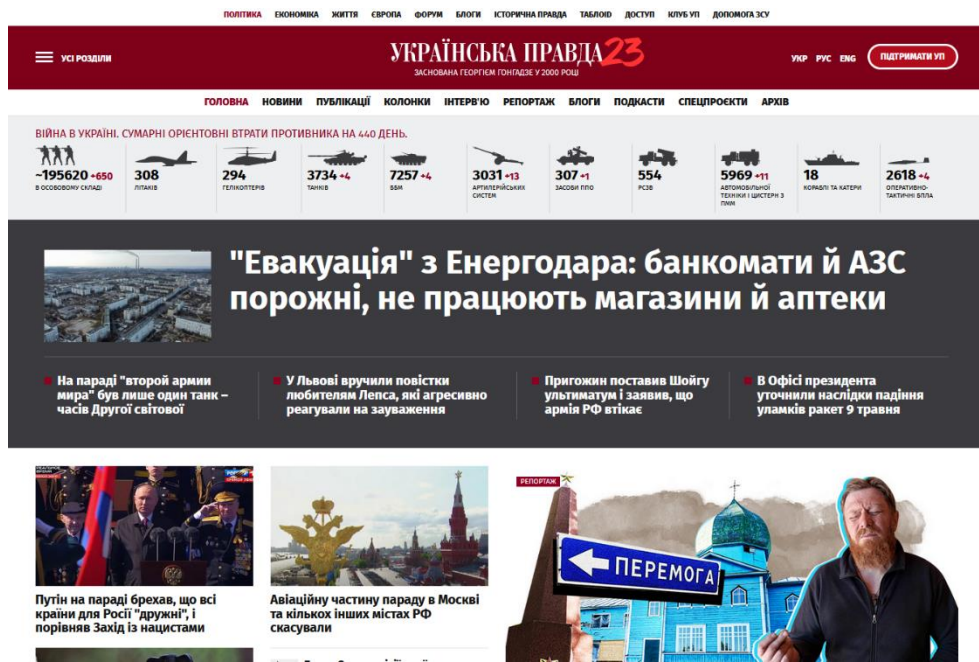 ПОЛІТИКА ЕКОНОМІКА ЖИТТЯ ЄВРОПА ФОРУМ БЛОГИ ІСТОРИЧНА ПРАВДА ТАБЛОІD ДОСТУП КЛУБ УП ДОПОМОГА ЗСУ
УСІ РОЗДІЛИ
УКРАЇНСЬКА ПРАВДА 23
ЗАСНОВАНА ГЕОРГІЄМ ГОНГАДЗЕ У 2000 РОЦІ
УКР РУС ENG
ПІДТРИМАТИ УП
ГОЛОВНА НОВИНИ ПУБЛІКАЦІЇ КОЛОНКИ ІНТЕРВ'Ю РЕПОРТАЖ БЛОГИ ПОДКАСТИ СПЕЦПРОЄКТИ АРХІВ
ВІЙНА В УКРАЇНІ. СУМАРНІ ОРІЄНТОВНІ ВТРАТИ ПРОТИВНИКА НА 440 ДЕНЬ.
~195620 +650
В ОСОБОВОМУ СКЛАДІ
308
ЛІТАКІВ
294
ГЕЛІКОПТЕРІВ
3734 +4
ТАНКІВ
7257 +4
ББМ
3031 +13
АРТИЛЕРІЙСЬКИХ
СИСТЕМ
307 +1
ЗАСОБИ ППО
554
РСЗВ
5969 +11
АВТОМОБІЛЬНОЇ
ТЕХНІКИ І ЦИСТЕРН З
ПММ
18
КОРАБЛІ ТА КАТЕРИ
2618 +4
ОПЕРАТИВНО-
ТАКТИЧНІ БПЛА
"Евакуація" з Енергодара: банкомати й АЗС
порожні, не працюють магазини й аптеки
На параді "второй армии
мира" був лише один танк –
часів Другої світової
У Львові вручили повістки
любителям Лепса, які агресивно
реагували на зауваження
Пригожин поставив Шойгу
ультиматум і заявив, що
армія РФ втікає
В Офісі президента
уточнили наслідки падіння
уламків ракет 9 травня
Путін на параді брехав, що всі
країни для Росії "дружні", і
порівняв Захід із нацистами
Авіаційну частину параду в Москві
та кількох інших містах РФ
скасували
РЕПОРТАЖ
ПЕРЕМОГА